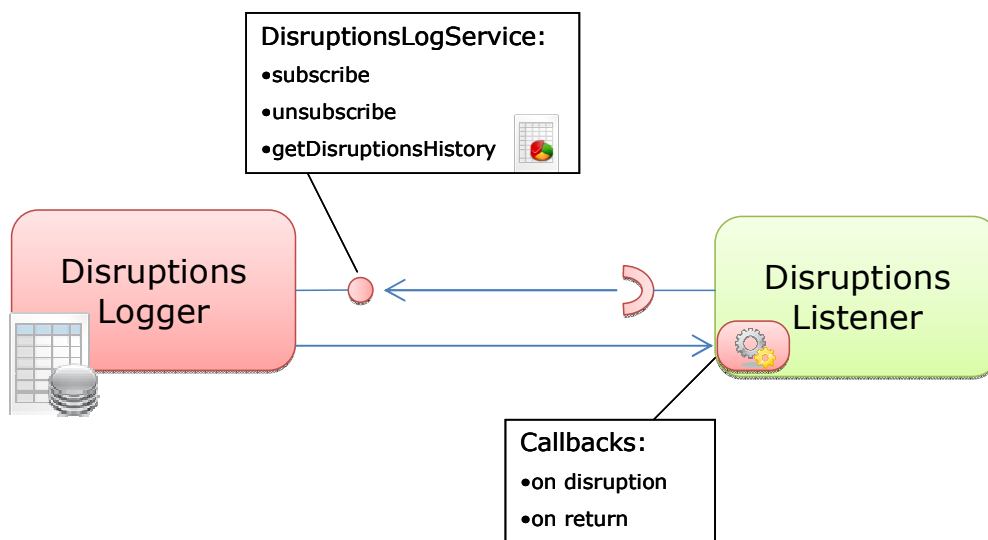 DisruptionsLogService:
•subscribe
•unsubscribe
•getDisruptionsHistory
Disruptions
Logger
Disruptions
Listener
Callbacks:
•on disruption
•on return